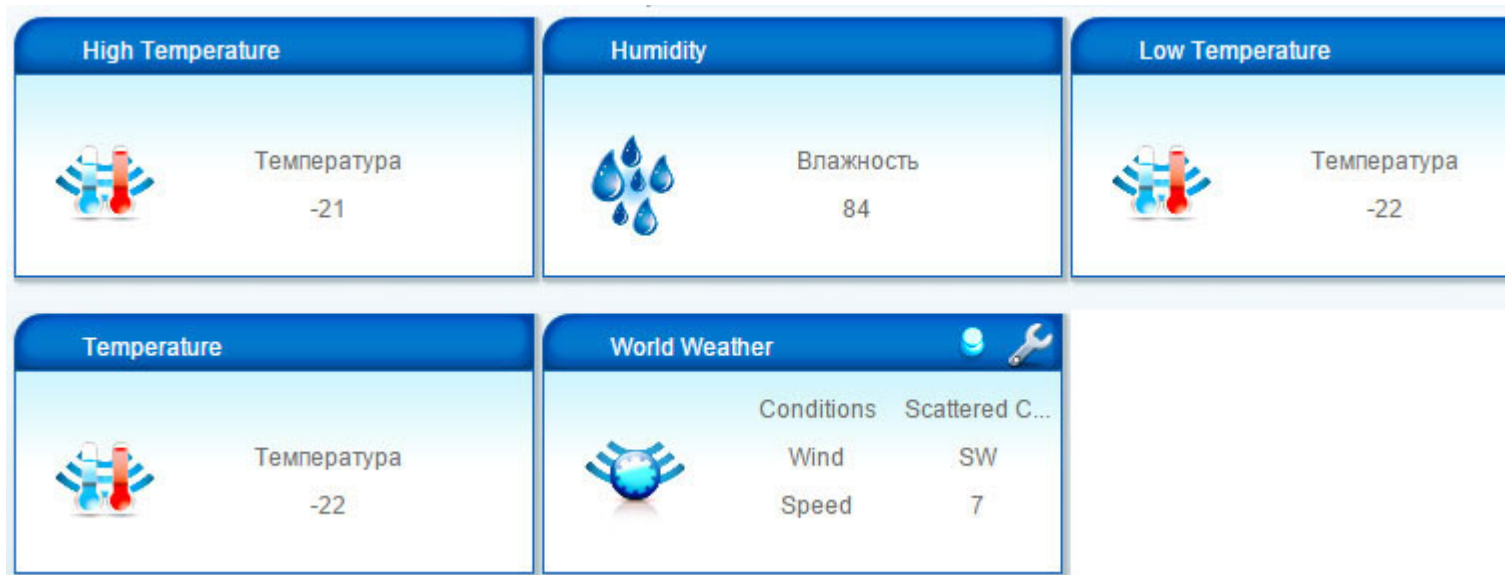 High Temperature
Температура
-21
Humidity
Влажность
84
Low Temperature
Температура
-22
Temperature
Температура
-22
World Weather
Conditions Scattered C...
Wind SW
Speed 7